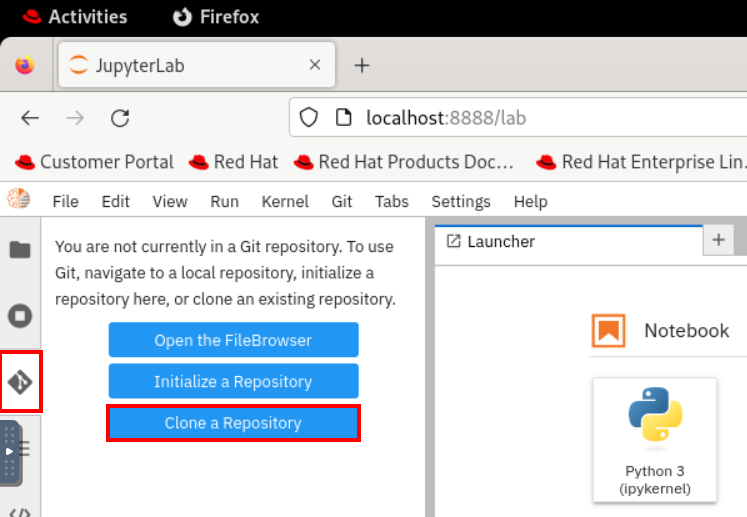 Activities Firefox
JupyterLab
localhost:8888/lab
Customer Portal Red Hat Red Hat Products Doc… Red Hat Enterprise Lin
File Edit View Run Kernel Git Tabs Settings Help
You are not currently in a Git repository. To use
Git, navigate to a local repository, initialize a
repository here, or clone an existing repository.
Open the FileBrowser
Initialize a Repository
Clone a Repository
Launcher
Notebook
Python 3
(ipykernel)